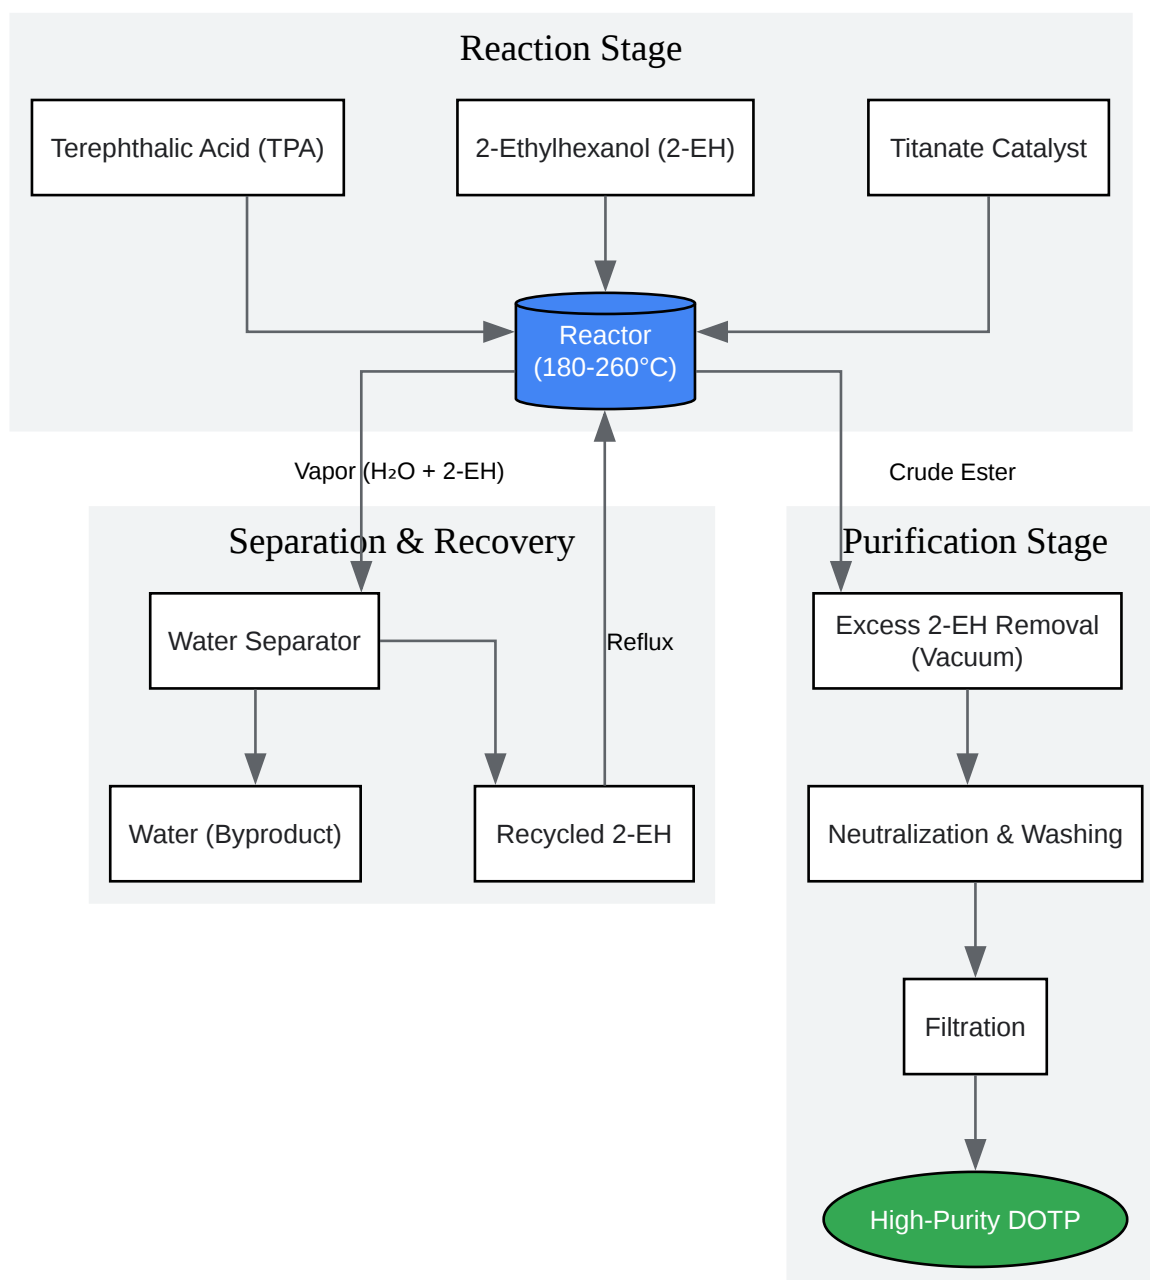 Reaction Stage
Terephthalic Acid (TPA)
2-Ethylhexanol (2-EH)
Titanate Catalyst
Reactor
(180-260°C)
Vapor (H₂O + 2-EH)
Crude Ester
Separation & Recovery
Purification Stage
Water Separator
Reflux
Excess 2-EH Removal
(Vacuum)
Water (Byproduct)
Recycled 2-EH
Neutralization & Washing
Filtration
High-Purity DOTP